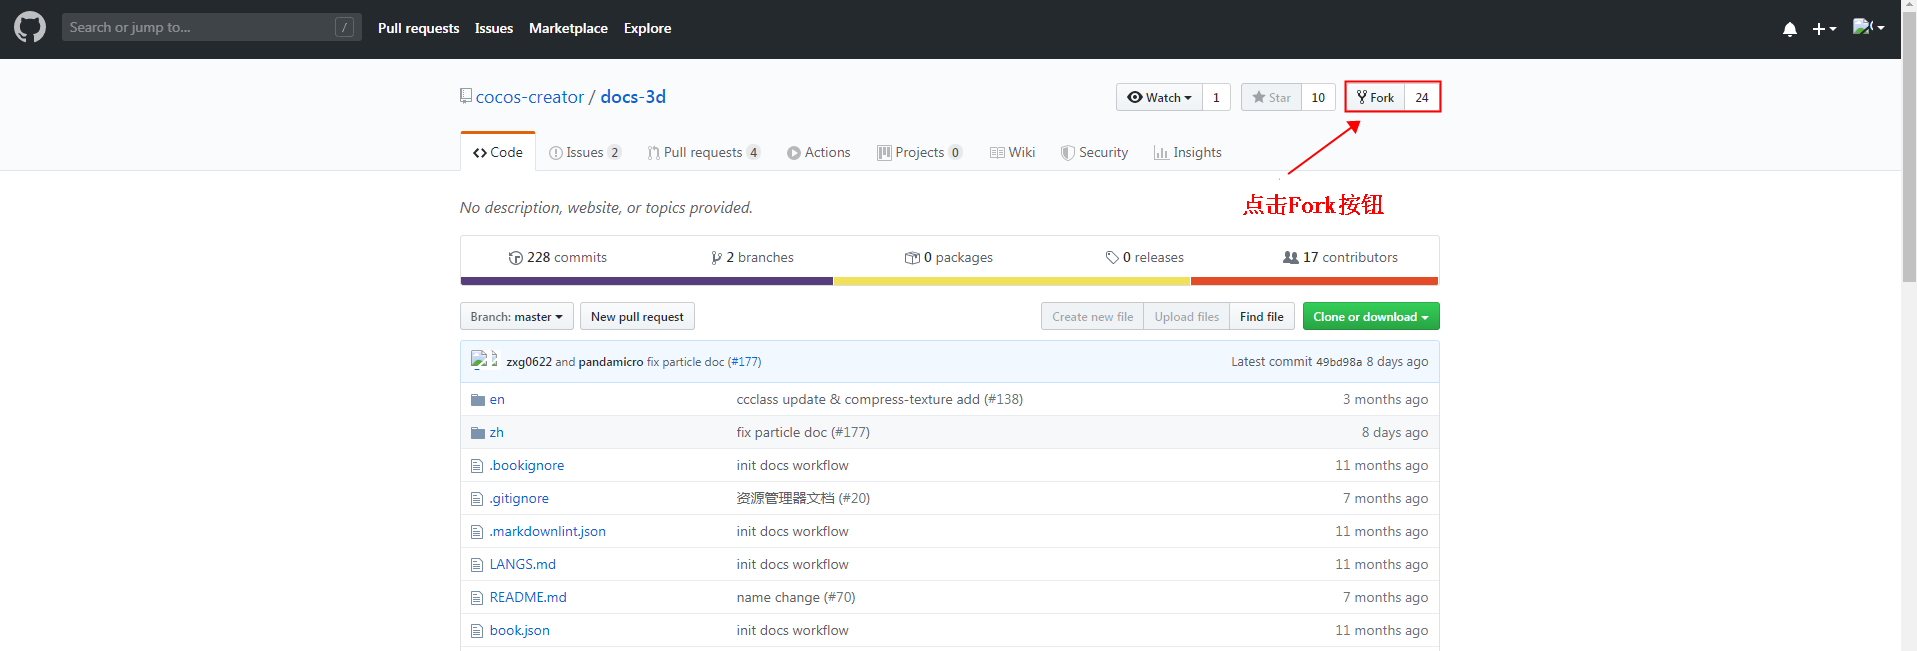 Search or jump to... / Pull requests Issues Marketplace Explore
cocos-creator / docs-3d Watch 1 Star 10 Fork 24
Code Issues 2 Pull requests 4 Actions Projects 0 Wiki Security Insights
点击Fork按钮
No description, website, or topics provided.
228 commits 2 branches 0 packages 0 releases 17 contributors
Branch: master New pull request Create new file Upload files Find file Clone or download
zxg0622 and pandamicro fix particle doc (#177) Latest commit 49bd98a 8 days ago
en ccclass update & compress-texture add (#138) 3 months ago
zh fix particle doc (#177) 8 days ago
.bookignore init docs workflow 11 months ago
.gitignore 资源管理器文档 (#20) 7 months ago
.markdownlint.json init docs workflow 11 months ago
LANGS.md init docs workflow 11 months ago
README.md name change (#70) 7 months ago
book.json init docs workflow 11 months ago